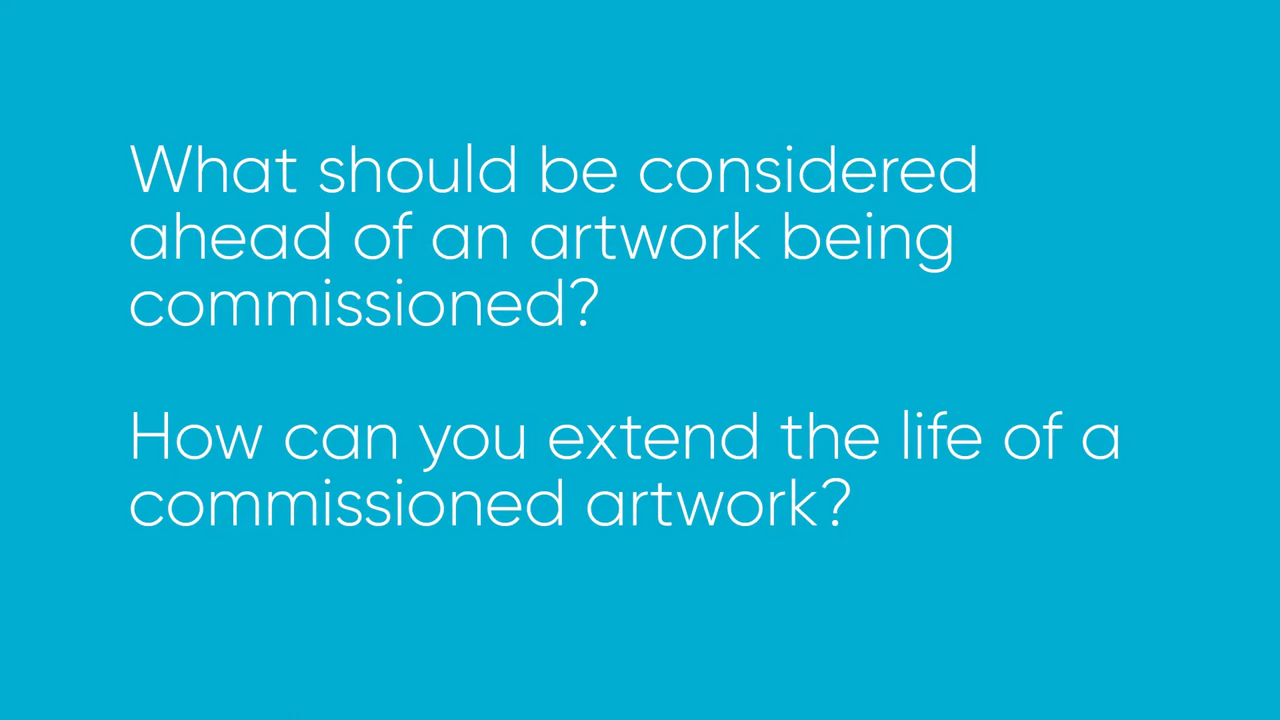 What should be considered
ahead of an artwork being
commissioned?
How can you extend the life of a
commissioned artwork?